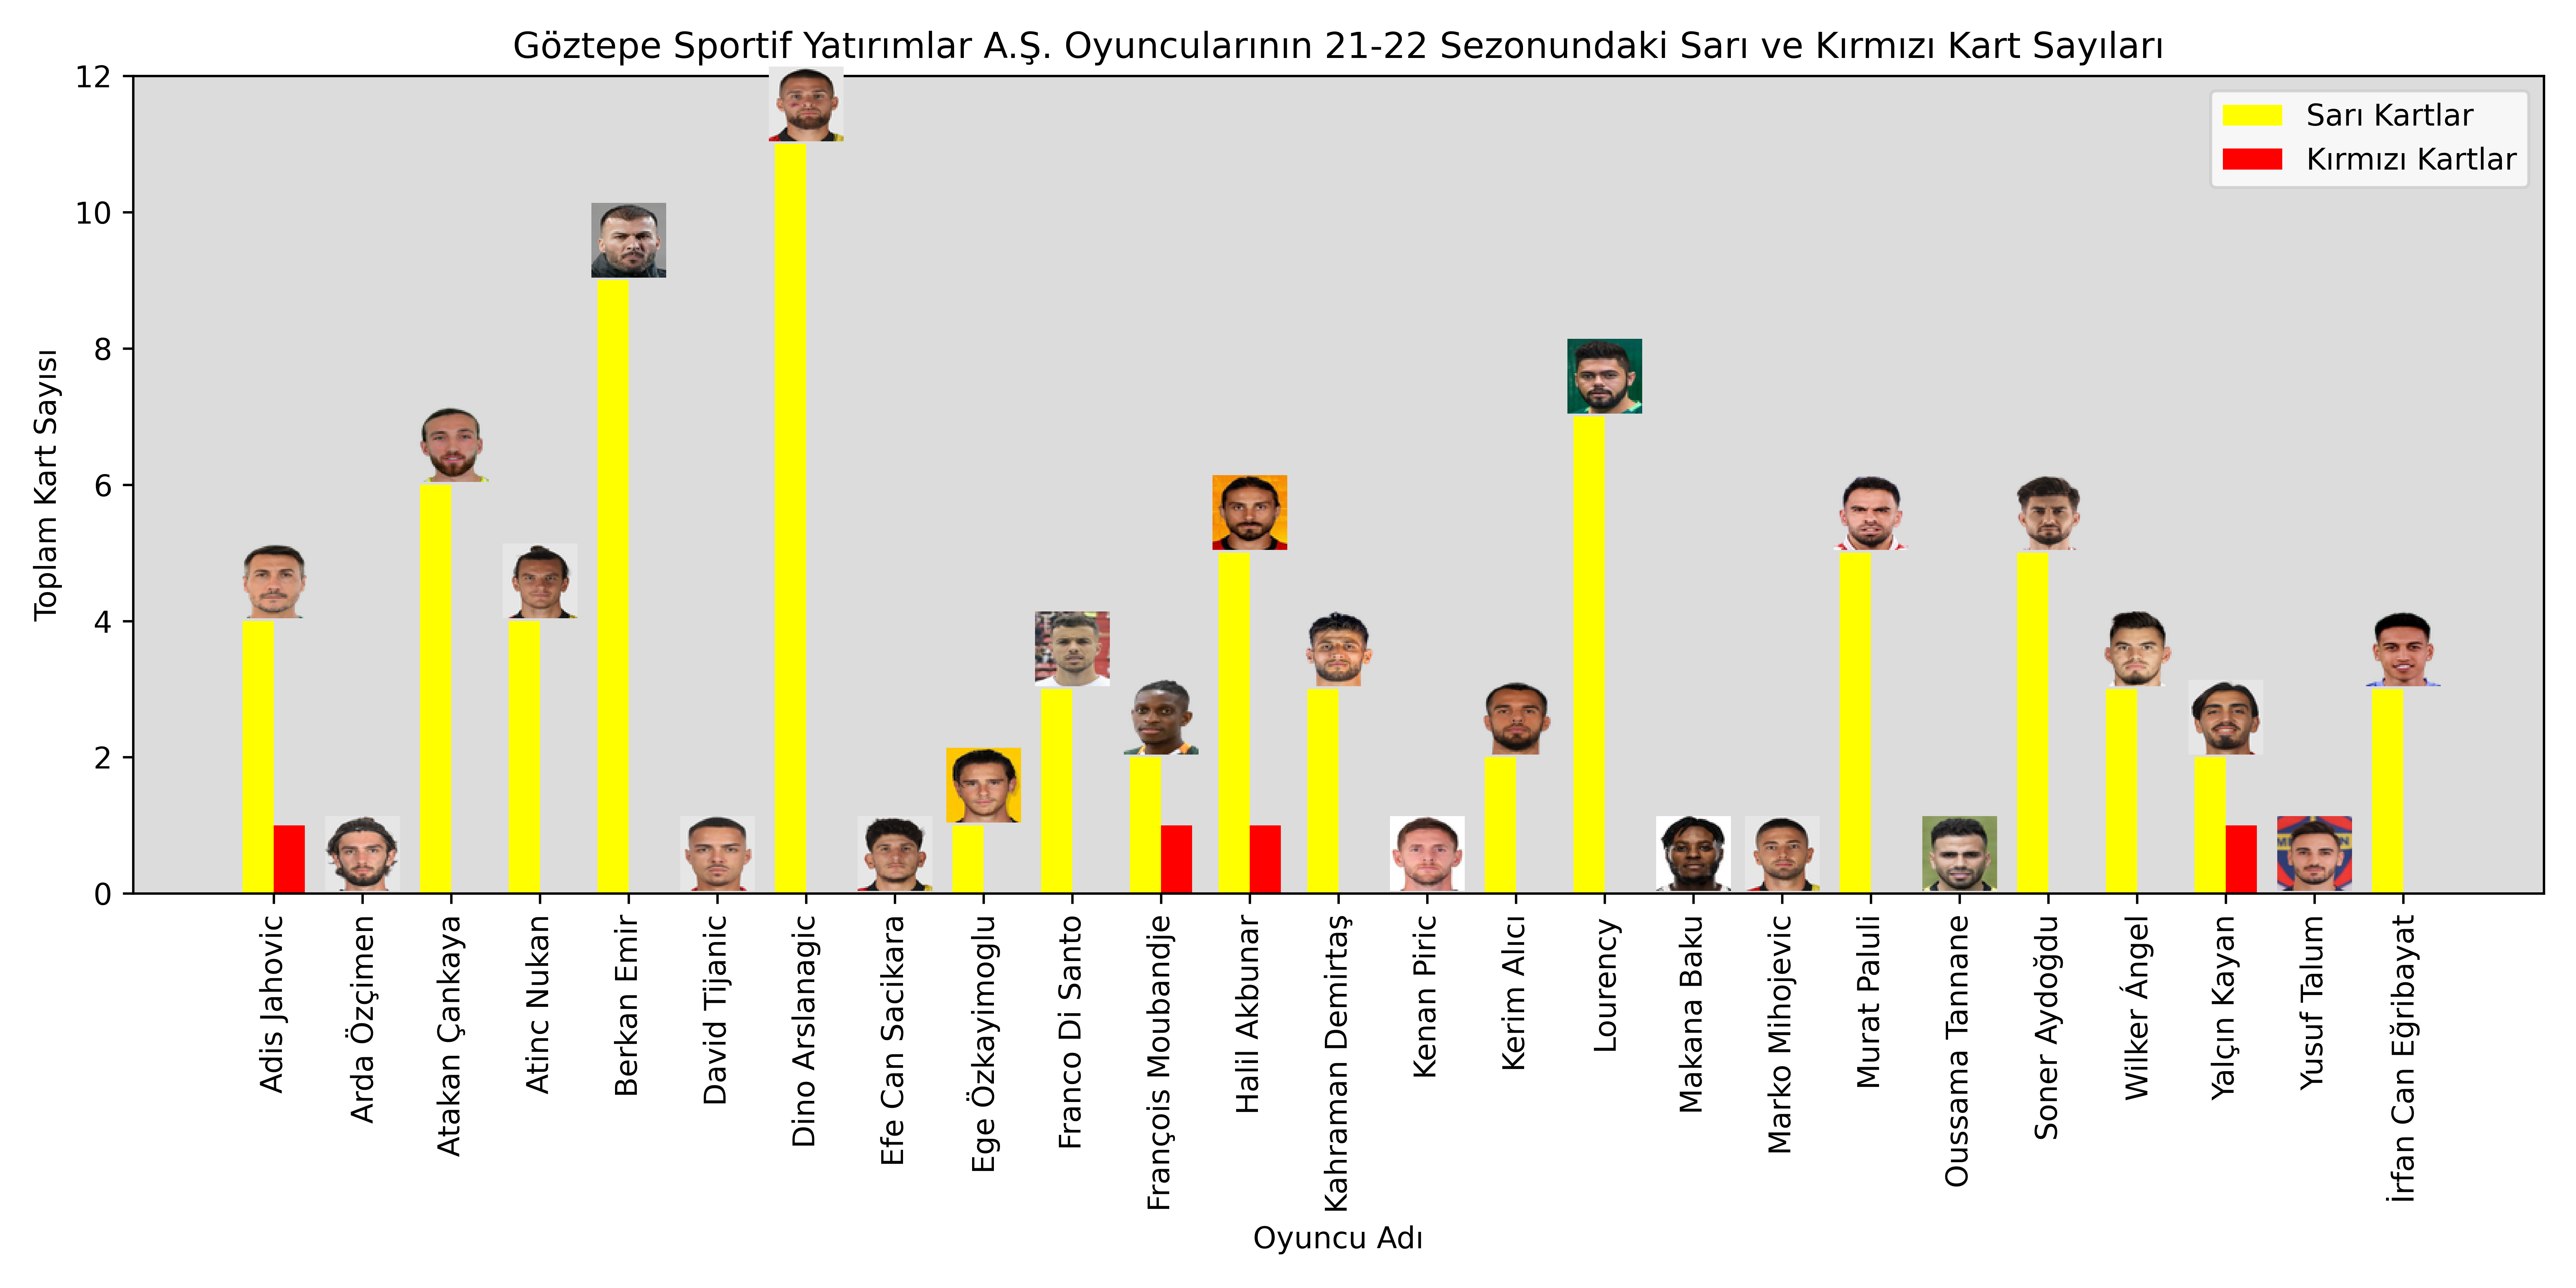 Göztepe Sportif Yatırımlar A.Ş. Oyuncularının 21-22 Sezonundaki Sarı ve Kırmızı Kart Sayıları
12
10
8
6
4
2
0
Toplam Kart Sayısı
Sarı Kartlar
Kırmızı Kartlar
Adis Jahovic
Arda Özçimen
Atakan Çankaya
Atinc Nukan
Berkan Emir
David Tijanic
Dino Arslanagic
Efe Can Sacikara
Ege Özkayimoglu
Franco Di Santo
François Moubandje
Halil Akbunar
Kahraman Demirtaş
Kenan Piric
Kerim Alıcı
Lourency
Makana Baku
Marko Mihojevic
Murat Paluli
Oussama Tannane
Soner Aydoğdu
Wilker Ángel
Yalçın Kayan
Yusuf Talum
İrfan Can Eğribayat
Oyuncu Adı